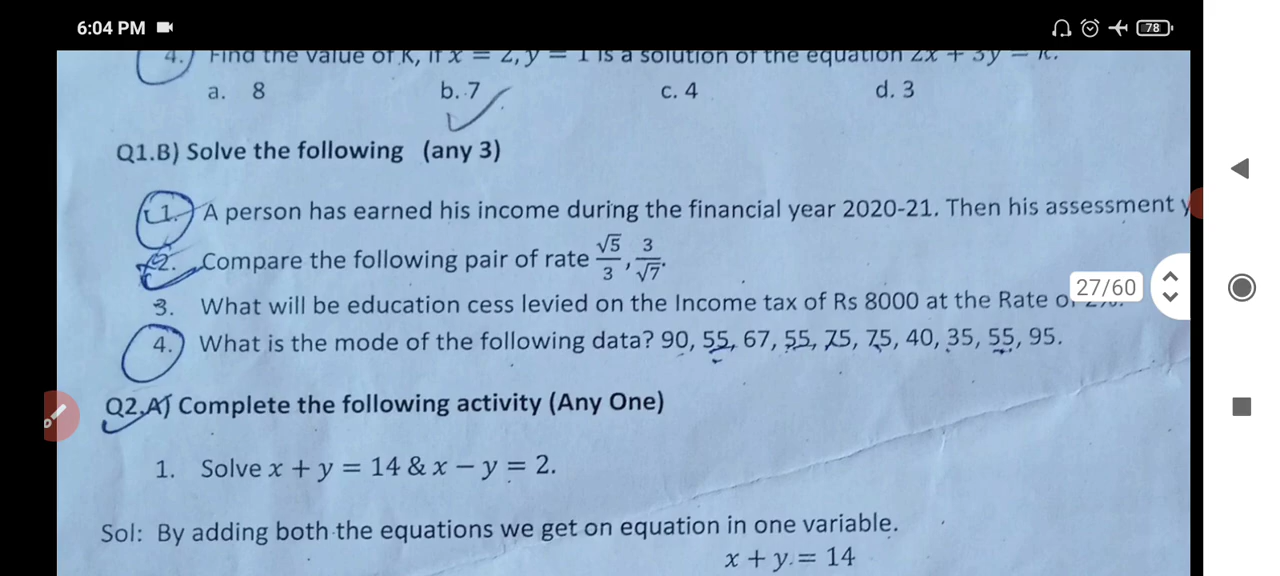 6:04 PM
78
4. Find the value of K, if x = 2, y = 1 is a solution of the equation 2x + 3y = K.
a. 8 b. 7 c. 4 d. 3
Q1.B) Solve the following (any 3)
1. A person has earned his income during the financial year 2020-21. Then his assessment
2. Compare the following pair of rate √5/3, 3/√7.
3. What will be education cess levied on the Income tax of Rs 8000 at the Rate
27/60
4. What is the mode of the following data? 90, 55, 67, 55, 75, 75, 40, 35, 55, 95.
Q2.A) Complete the following activity (Any One)
1. Solve x + y = 14 & x − y = 2.
Sol: By adding both the equations we get on equation in one variable.
x + y = 14